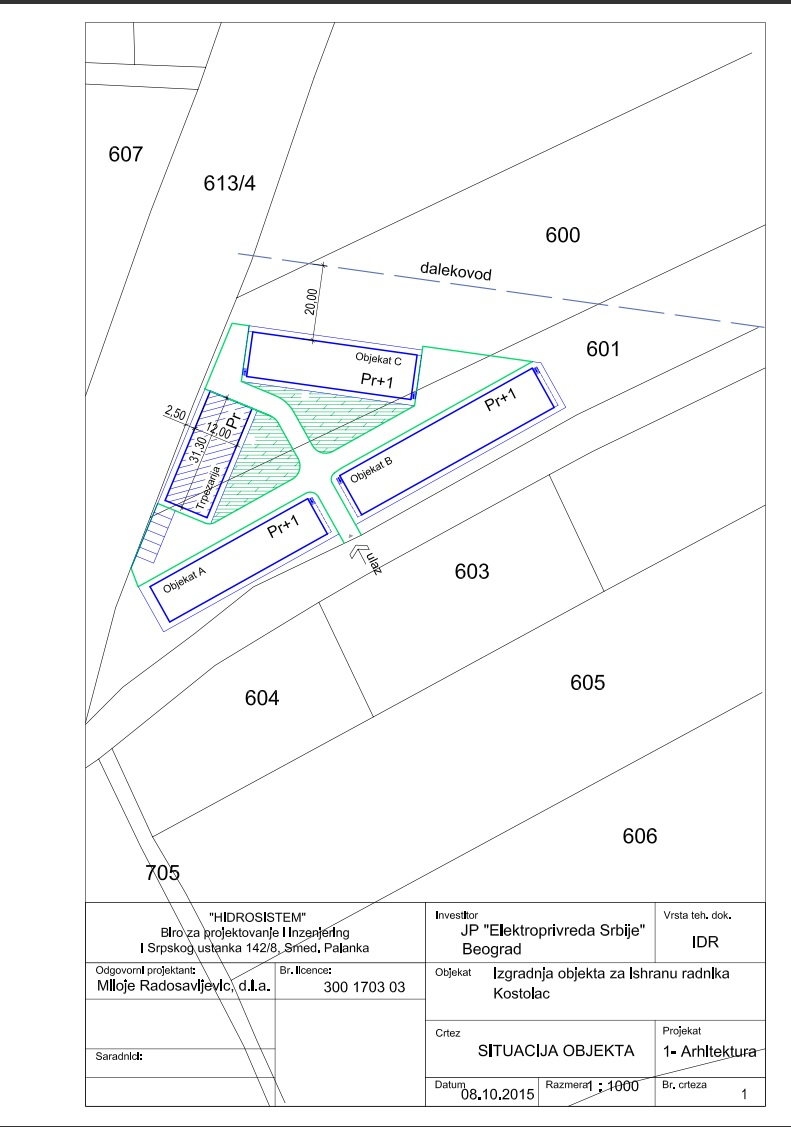 607
613/4
600
dalekovod
20,00
601
Objekat C
Pr+1
Pr+1
2,50
12,00
Pr
31,30
Trpezarija
Objekat B
Pr+1
Objekat A
ulaz
603
604
605
606
705
"HIDROSISTEM"
Biro za projektovanje i inzenjering
I Srpskog ustanka 142/8, Smed. Palanka
Odgovorni projektant:
Miloje Radosavljevic, d.i.a.
Br. licence:
300 1703 03
Saradnici:
Investitor
JP "Elektroprivreda Srbije"
Beograd
Vrsta teh. dok.
IDR
Objekat
Izgradnja objekta za ishranu radnika
Kostolac
Crtez
SITUACIJA OBJEKTA
Projekat
1- Arhitektura
Datum
08.10.2015
Razmera
1 : 1000
Br. crteza
1